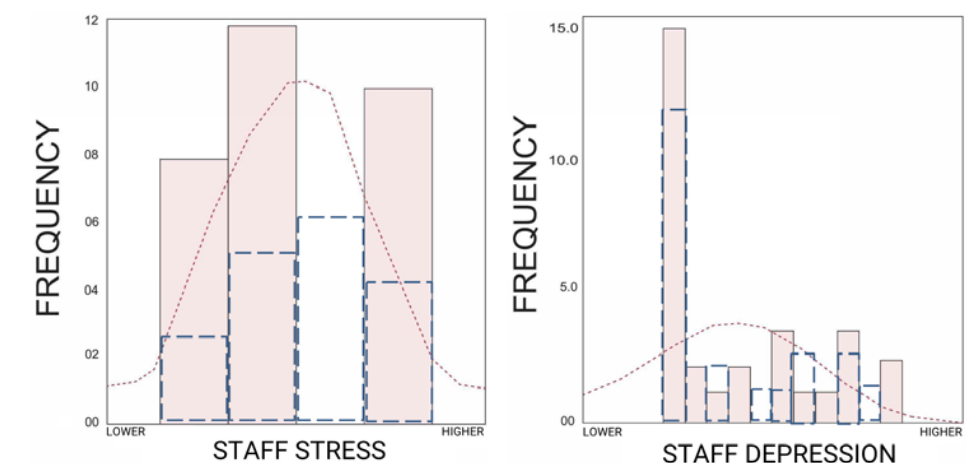 FREQUENCY
12
10
08
06
04
02
00
LOWER
HIGHER
STAFF STRESS
FREQUENCY
15.0
10.0
5.0
00
LOWER
HIGHER
STAFF DEPRESSION